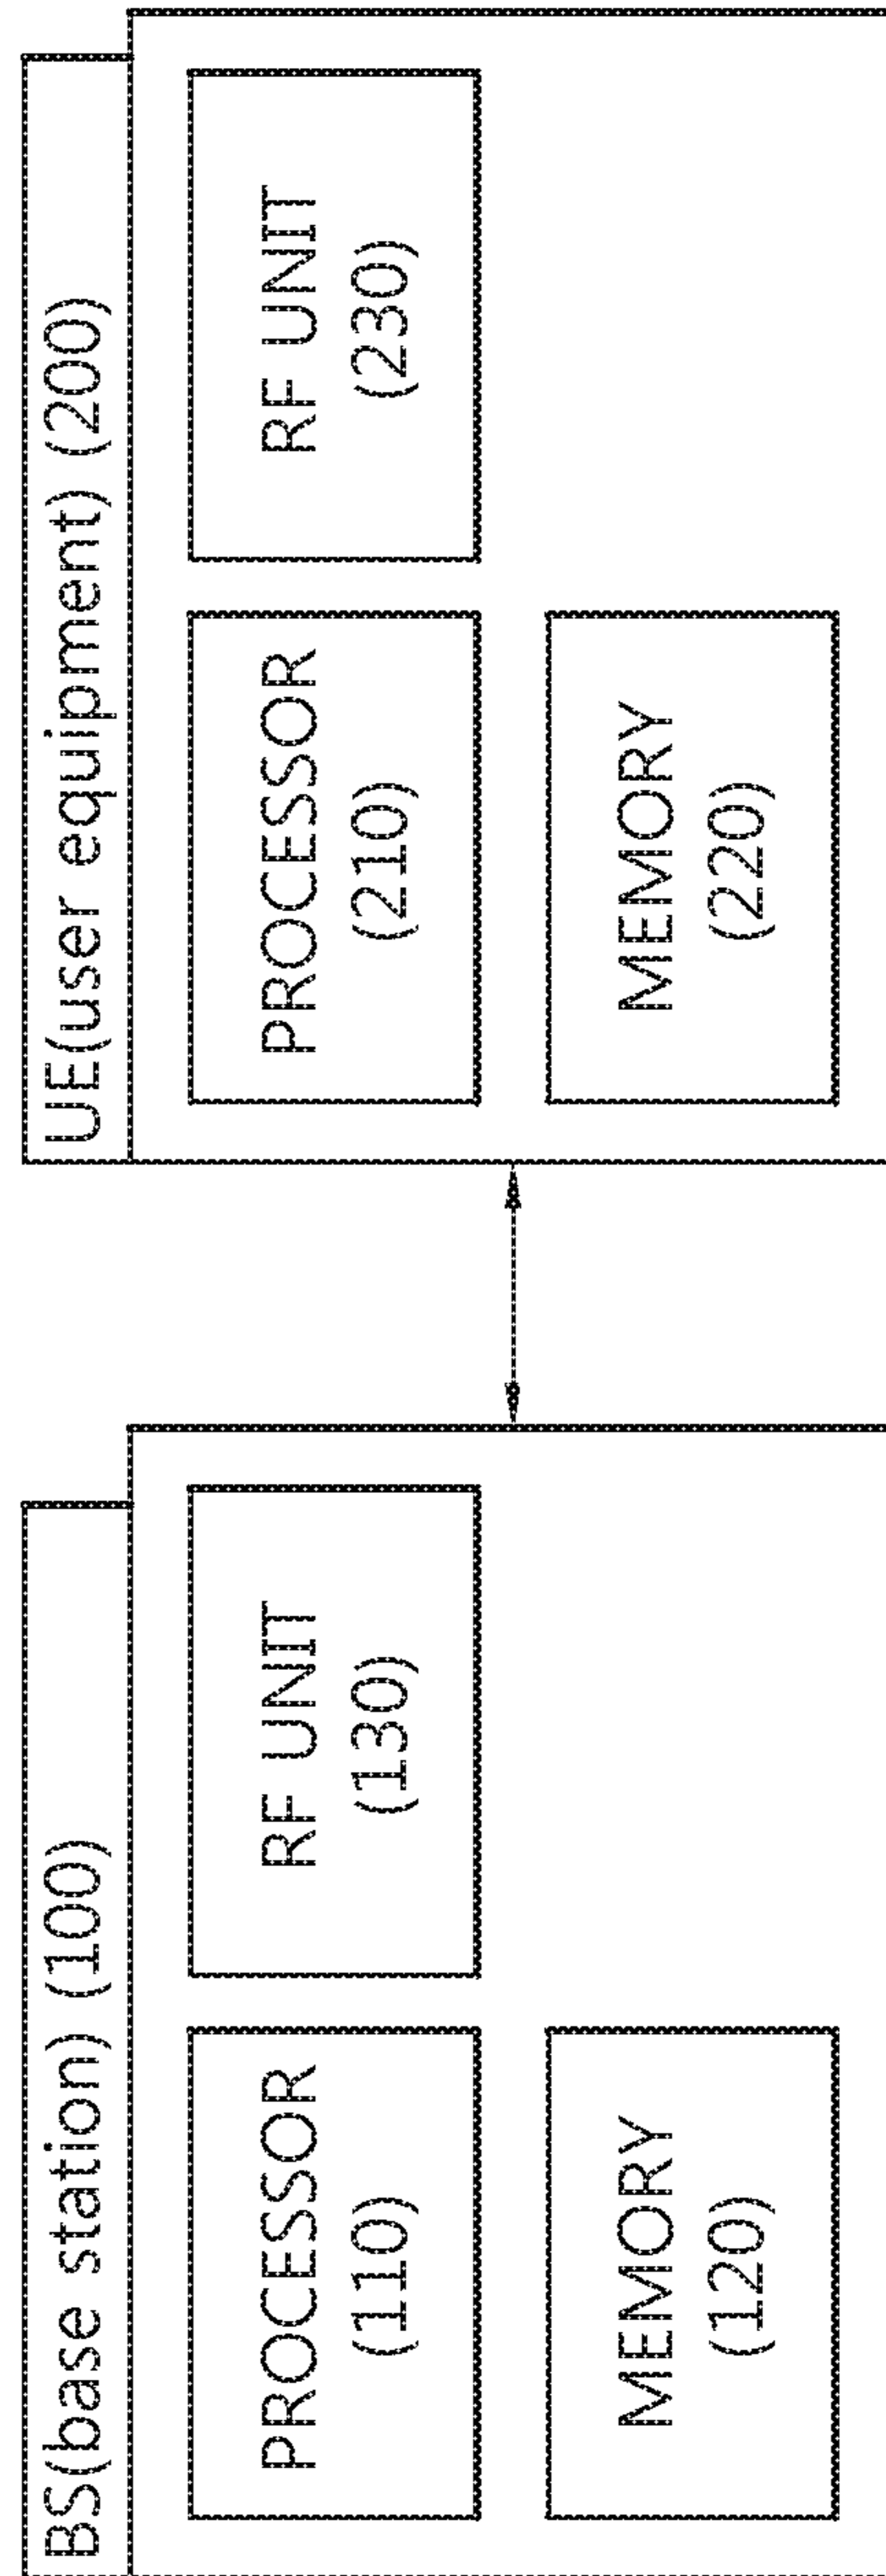 BS(base station) (100)
PROCESSOR
(110)
RF UNIT
(130)
MEMORY
(120)
UE(user equipment) (200)
PROCESSOR
(210)
RF UNIT
(230)
MEMORY
(220)